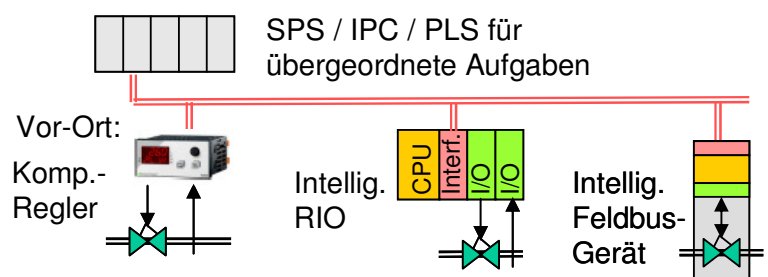 SPS / IPC / PLS für
übergeordnete Aufgaben
Vor-Ort:
Komp.-
Regler
Intellig.
RIO
CPU
Interf.
I/O
I/O
Intellig.
Feldbus-
Gerät